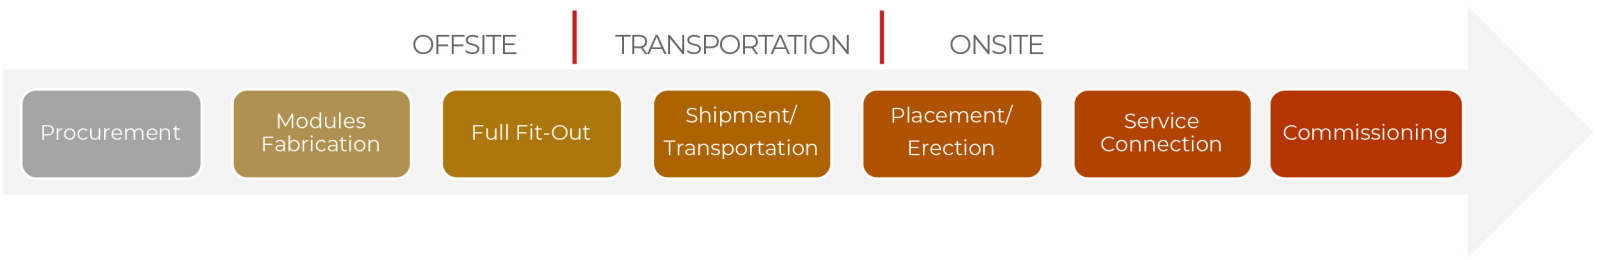 OFFSITE
TRANSPORTATION
ONSITE
Procurement
Modules
Fabrication
Full Fit-Out
Shipment/
Transportation
Placement/
Erection
Service
Connection
Commissioning